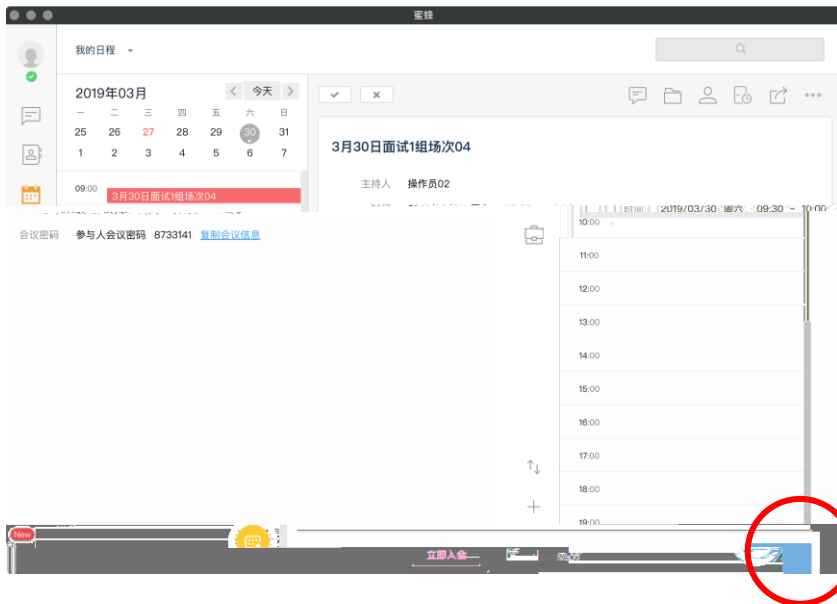 蜜蜂
我的日程
2019年03月
今天
一 二 三 四 五 六 日
25 26 27 28 29 30 31
1 2 3 4 5 6 7
3月30日面试1组场次04
主持人 操作员02
09:00
3月30日面试1组场次04
时间 2019/03/30 周六 09:30 - 10:00
会议密码 参与人会议密码 8733141 复制会议信息
10:00
11:00
12:00
13:00
14:00
15:00
16:00
17:00
18:00
19:00
New
立即入会